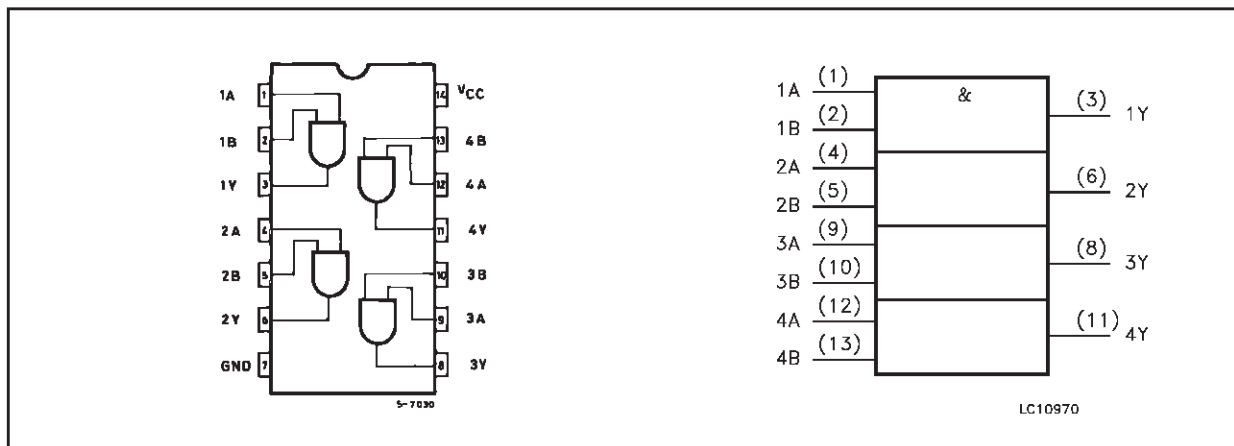 1A 1 14 VCC
1B 2 13 4B
1Y 3 12 4A
2A 4 11 4Y
2B 5 10 3B
2Y 6 9 3A
GND 7 8 3Y
S-7030
&
1A (1)
1B (2)
2A (4)
2B (5)
3A (9)
3B (10)
4A (12)
4B (13)
(3) 1Y
(6) 2Y
(8) 3Y
(11) 4Y
LC10970